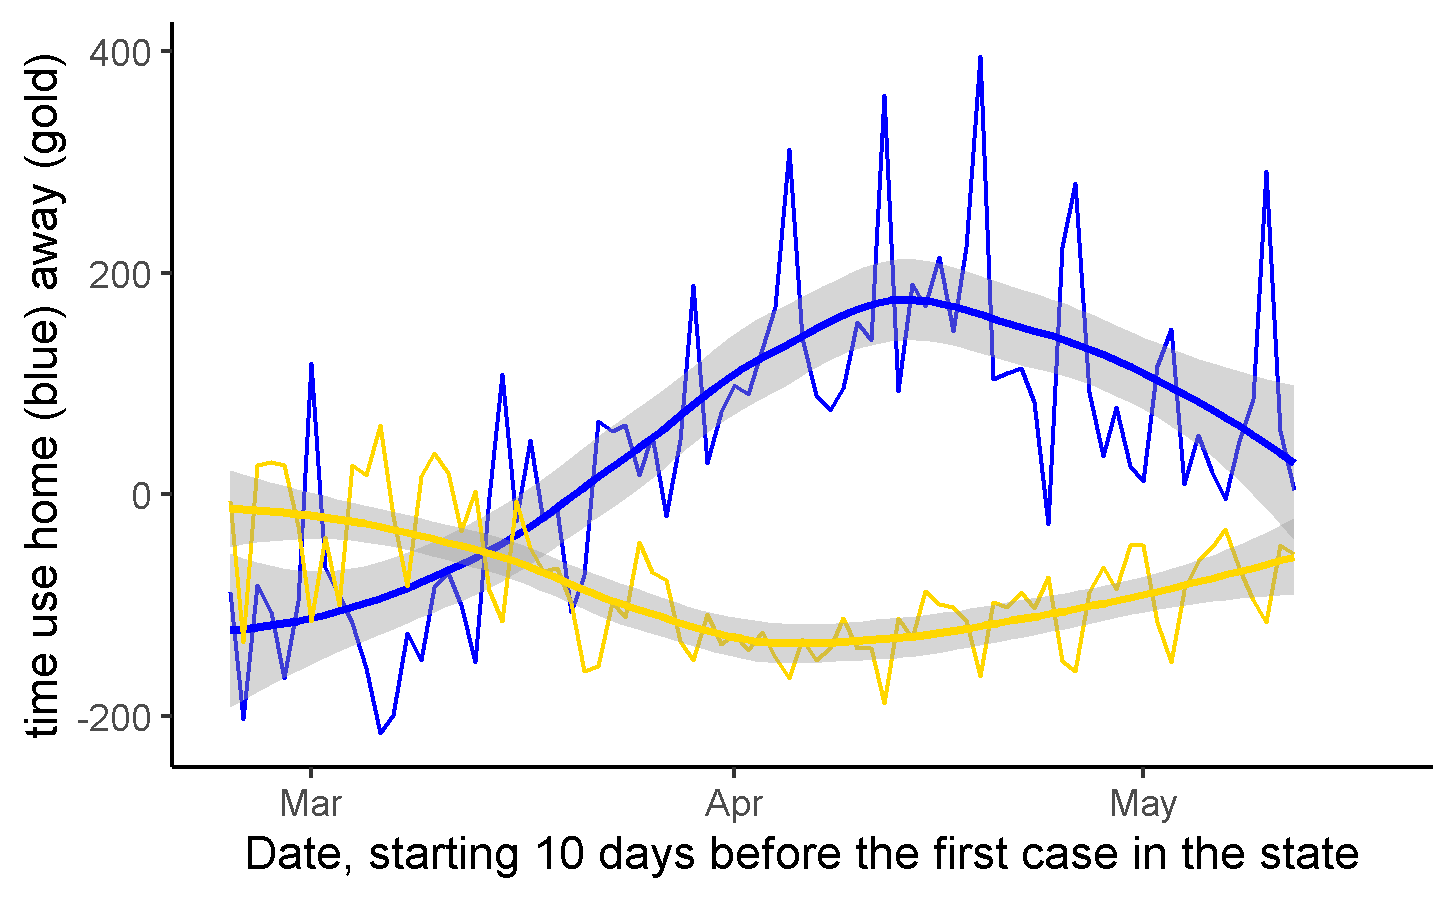 time use home (blue) away (gold)
400
200
0
-200
Mar Apr May
Date, starting 10 days before the first case in the state